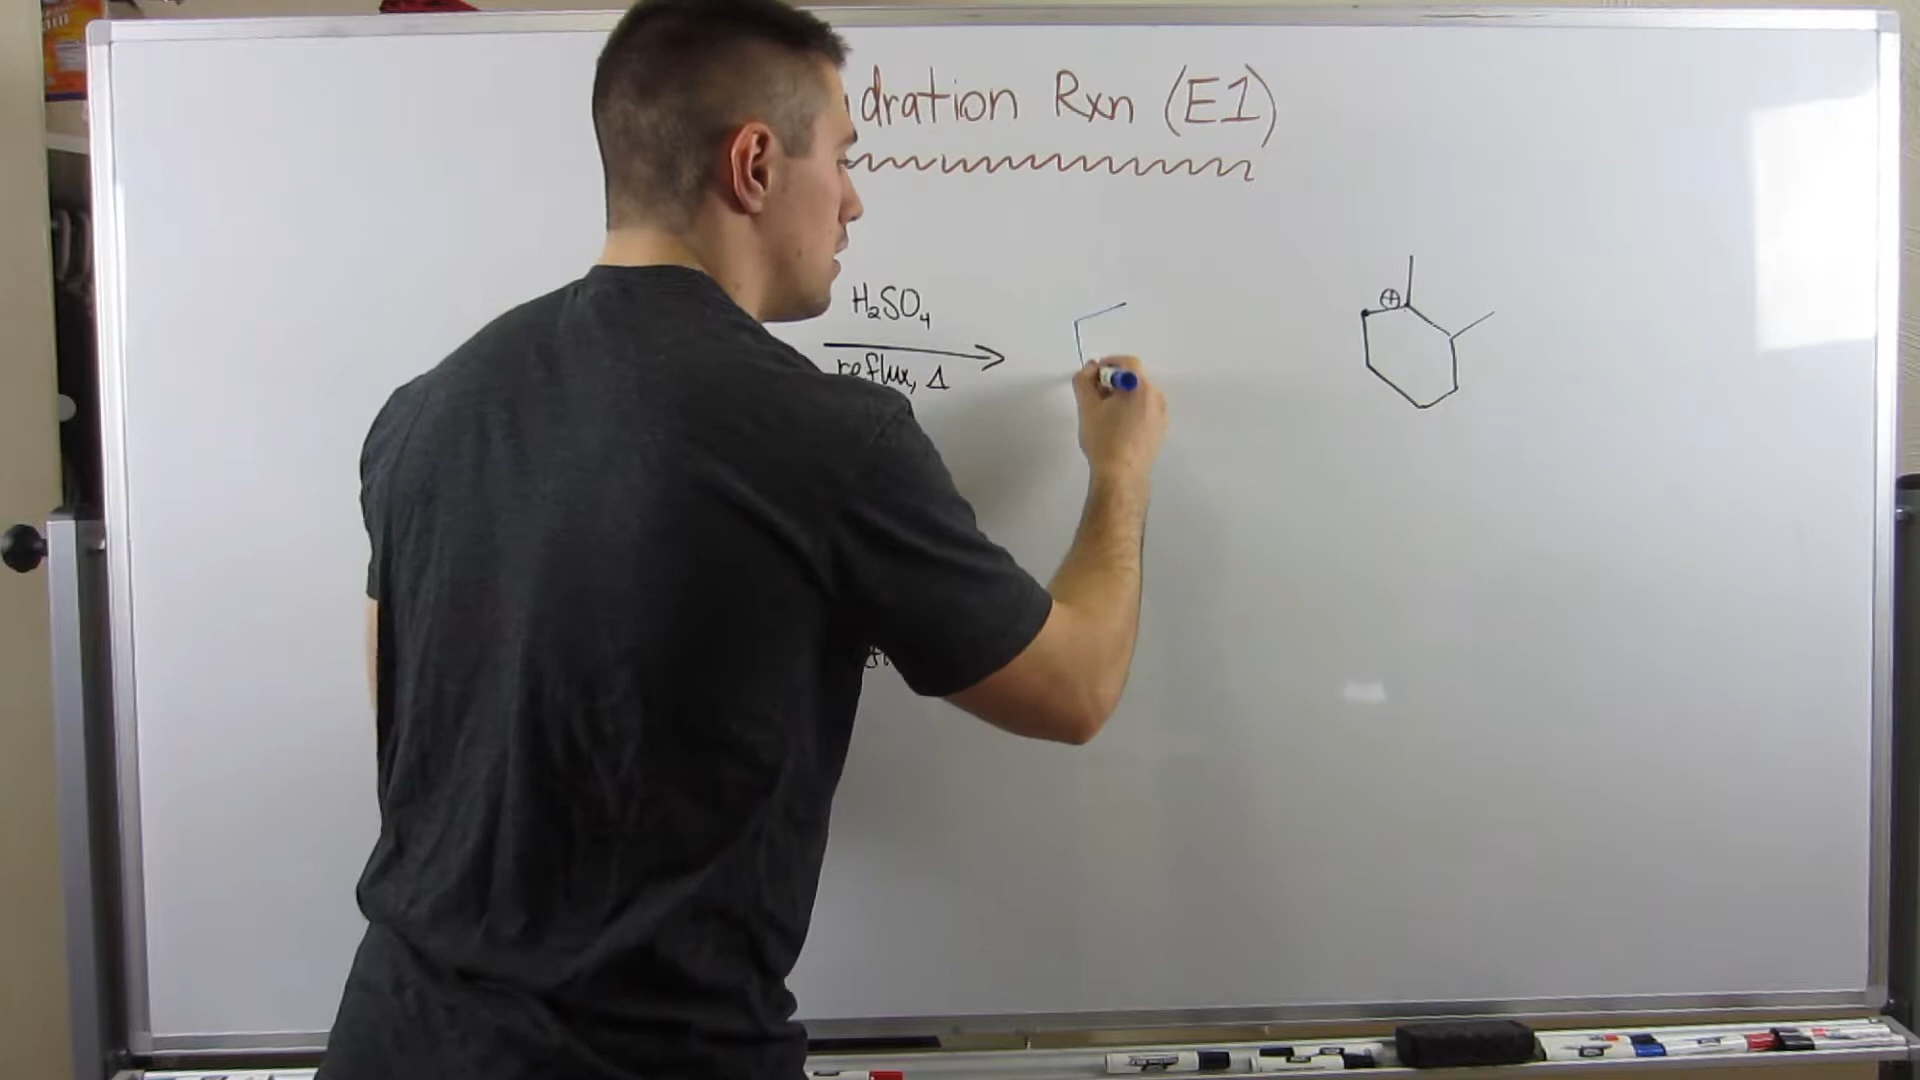 dration Rxn (E1)
H₂SO₄
reflux, Δ
⊕